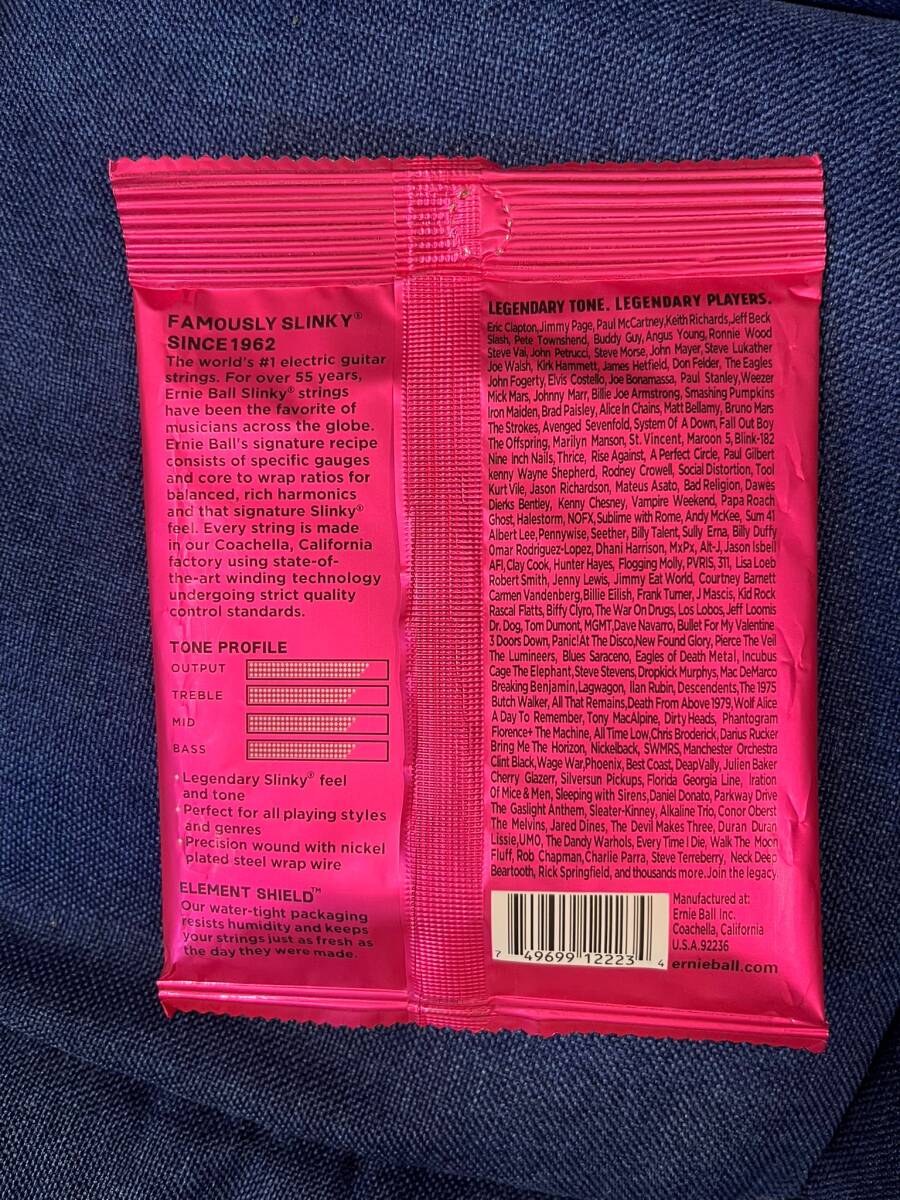 FAMOUSLY SLINKY®
SINCE 1962
The world's #1 electric guitar
strings. For over 55 years,
Ernie Ball Slinky® strings
have been the favorite of
musicians across the globe.
Ernie Ball's signature recipe
consists of specific gauges
and core to wrap ratios for
balanced, rich harmonics
and that signature Slinky®
feel. Every string is made
in our Coachella, California
factory using state-of-
the-art winding technology
undergoing strict quality
control standards.
TONE PROFILE
OUTPUT
TREBLE
MID
BASS
• Legendary Slinky® feel
and tone
• Perfect for all playing styles
and genres
• Precision wound with nickel
plated steel wrap wire
ELEMENT SHIELD™
Our water-tight packaging
resists humidity and keeps
your strings just as fresh as
the day they were made.
LEGENDARY TONE. LEGENDARY PLAYERS.
Eric Clapton, Jimmy Page, Paul McCartney, Keith Richards, Jeff Beck
Slash, Pete Townshend, Buddy Guy, Angus Young, Ronnie Wood
Steve Vai, John Petrucci, Steve Morse, John Mayer, Steve Lukather
Joe Walsh, Kirk Hammett, James Hetfield, Don Felder, The Eagles
John Fogerty, Elvis Costello, Joe Bonamassa, Paul Stanley, Weezer
Mick Mars, Johnny Marr, Billie Joe Armstrong, Smashing Pumpkins
Iron Maiden, Brad Paisley, Alice In Chains, Matt Bellamy, Bruno Mars
The Strokes, Avenged Sevenfold, System Of A Down, Fall Out Boy
The Offspring, Marilyn Manson, St. Vincent, Maroon 5, Blink-182
Nine Inch Nails, Thrice, Rise Against, A Perfect Circle, Paul Gilbert
kenny Wayne Shepherd, Rodney Crowell, Social Distortion, Tool
Kurt Vile, Jason Richardson, Mateus Asato, Bad Religion, Dawes
Dierks Bentley, Kenny Chesney, Vampire Weekend, Papa Roach
Ghost, Halestorm, NOFX, Sublime with Rome, Andy McKee, Sum 41
Albert Lee, Pennywise, Seether, Billy Talent, Sully Erna, Billy Duffy
Omar Rodriguez-Lopez, Dhani Harrison, MxPx, Alt-J, Jason Isbell
AFI, Clay Cook, Hunter Hayes, Flogging Molly, PVRIS, 311, Lisa Loeb
Robert Smith, Jenny Lewis, Jimmy Eat World, Courtney Barnett
Carmen Vandenberg, Billie Eilish, Frank Turner, J Mascis, Kid Rock
Rascal Flatts, Biffy Clyro, The War On Drugs, Los Lobos, Jeff Loomis
Dr. Dog, Tom Dumont, MGMT, Dave Navarro, Bullet For My Valentine
3 Doors Down, Panic! At The Disco, New Found Glory, Pierce The Veil
The Lumineers, Blues Saraceno, Eagles of Death Metal, Incubus
Cage The Elephant, Steve Stevens, Dropkick Murphys, Mac DeMarco
Breaking Benjamin, Lagwagon, Ilan Rubin, Descendents, The 1975
Butch Walker, All That Remains, Death From Above 1979, Wolf Alice
A Day To Remember, Tony MacAlpine, Dirty Heads, Phantogram
Florence+ The Machine, All Time Low, Chris Broderick, Darius Rucker
Bring Me The Horizon, Nickelback, SWMRS, Manchester Orchestra
Clint Black, Wage War, Phoenix, Best Coast, DeapVally, Julien Baker
Cherry Glazerr, Silversun Pickups, Florida Georgia Line, Iration
Of Mice & Men, Sleeping with Sirens, Daniel Donato, Parkway Drive
The Gaslight Anthem, Sleater-Kinney, Alkaline Trio, Conor Oberst
The Melvins, Jared Dines, The Devil Makes Three, Duran Duran
Lissie, UMO, The Dandy Warhols, Every Time I Die, Walk The Moon
Fluff, Rob Chapman, Charlie Parra, Steve Terreberry, Neck Deep
Beartooth, Rick Springfield, and thousands more. Join the legacy.
7 49699 12223 4
Manufactured at:
Ernie Ball Inc.
Coachella, California
U.S.A. 92236
ernieball.com